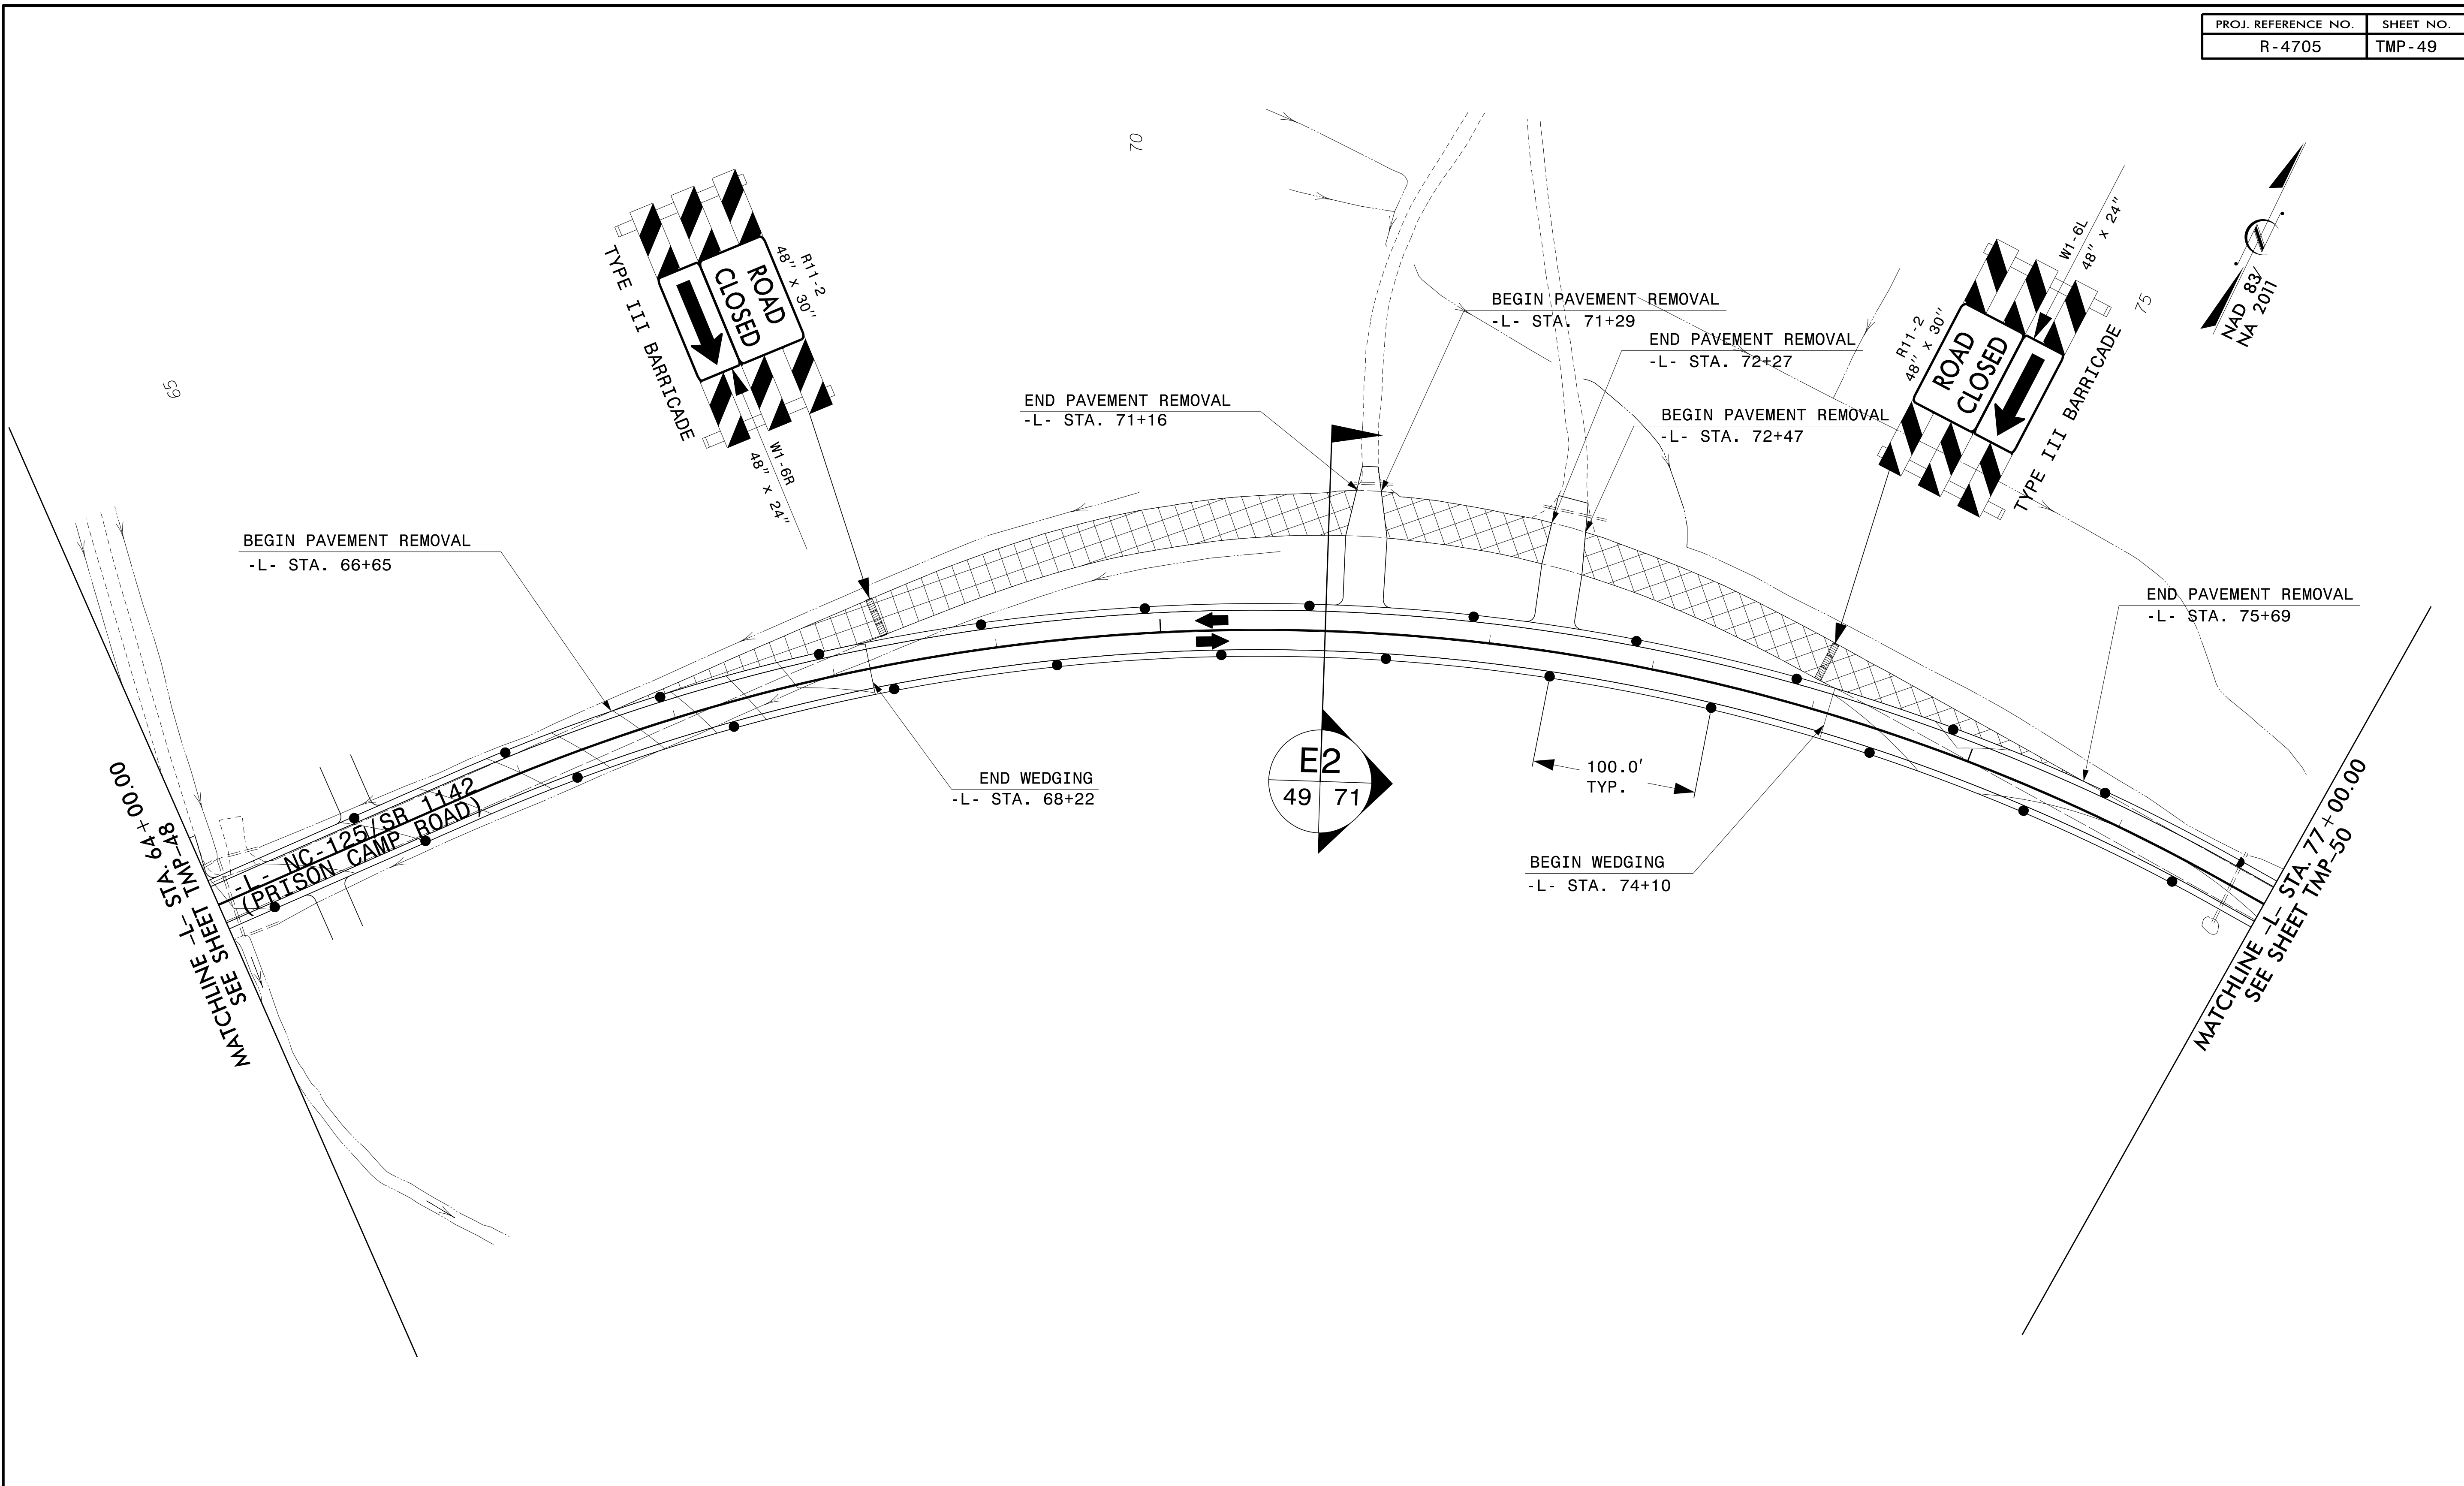 PROJ. REFERENCE NO.
SHEET NO.
R-4705
TMP-49
65
70
75
ROAD
CLOSED
R11-2
48" x 30"
TYPE III BARRICADE
W1-6R
48" x 24"
W1-6L
48" x 24"
R11-2
48" x 30"
ROAD
CLOSED
TYPE III BARRICADE
NAD 83/
NA 2011
BEGIN PAVEMENT REMOVAL
-L- STA. 71+29
END PAVEMENT REMOVAL
-L- STA. 72+27
END PAVEMENT REMOVAL
-L- STA. 71+16
BEGIN PAVEMENT REMOVAL
-L- STA. 72+47
BEGIN PAVEMENT REMOVAL
-L- STA. 66+65
END PAVEMENT REMOVAL
-L- STA. 75+69
END WEDGING
-L- STA. 68+22
E2
49 71
100.0'
TYP.
BEGIN WEDGING
-L- STA. 74+10
-L- NC-125/SR 1142
(PRISON CAMP ROAD)
MATCHLINE -L- STA. 64+00.00
SEE SHEET TMP-48
MATCHLINE -L- STA. 77+00.00
SEE SHEET TMP-50